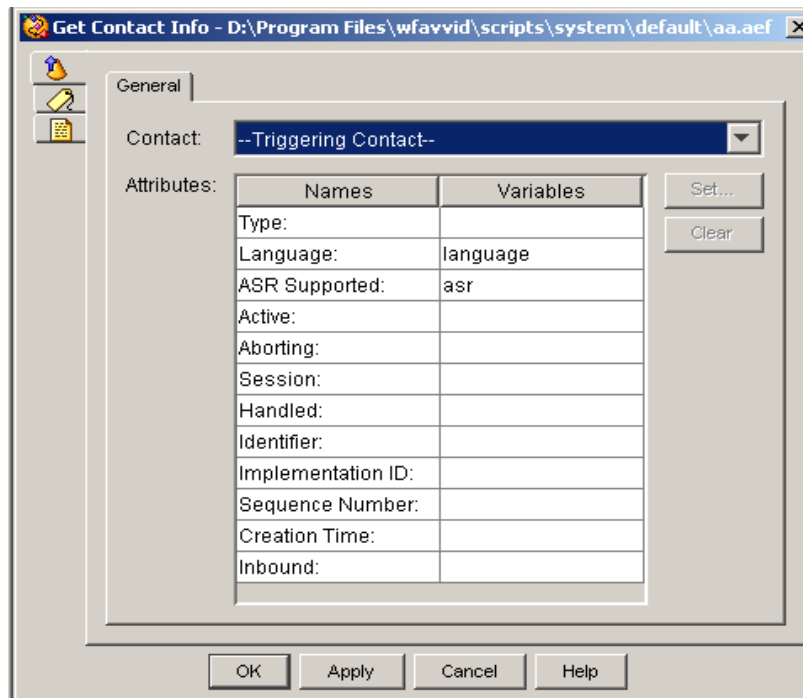 Get Contact Info - D:\Program Files\wfavvid\scripts\system\default\aa.aef
General
Contact: --Triggering Contact--
Attributes: Names Variables Set...
Type:
Clear
Language: language
ASR Supported: asr
Active:
Aborting:
Session:
Handled:
Identifier:
Implementation ID:
Sequence Number:
Creation Time:
Inbound:
OK Apply Cancel Help